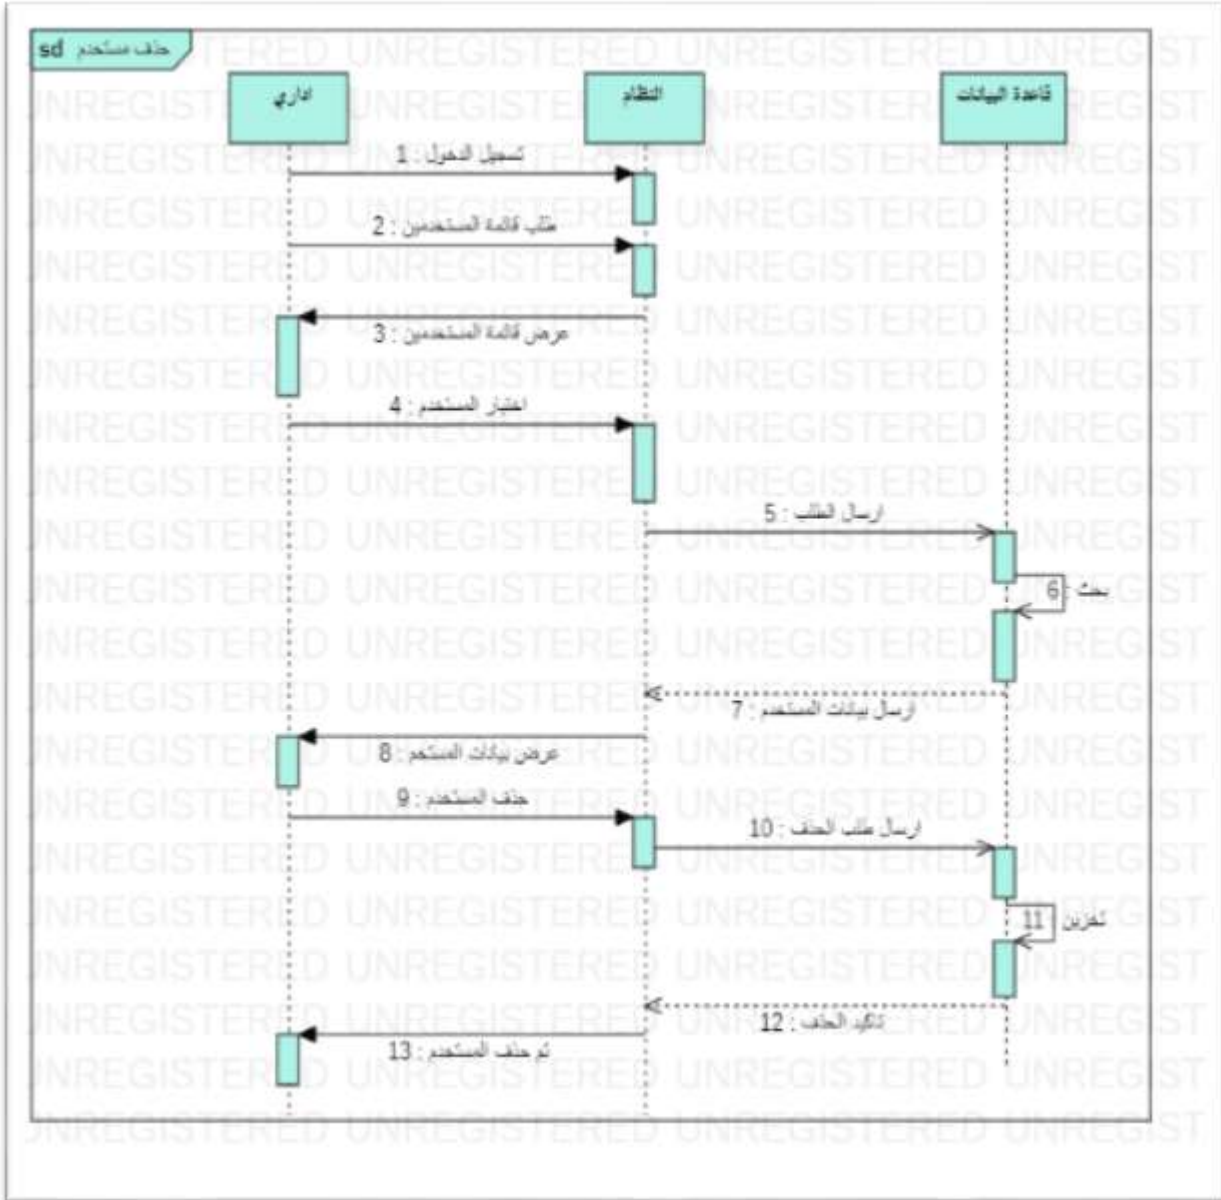 sd حذف مستخدم
اداري
النظام
قاعدة البيانات
1 : تسجيل الدخول
2 : طلب قائمة المستخدمين
3 : عرض قائمة المستخدمين
4 : اختيار المستخدم
5 : ارسال الطلب
6 : بحث
7 : ارسال بيانات المستخدم
8 : عرض بيانات المستخم
9 : حذف المستخدم
10 : ارسال طلب الحذف
11 : تخزين
12 : تاكيد الحذف
13 : تم حذف المستخدم
UNREGISTERED